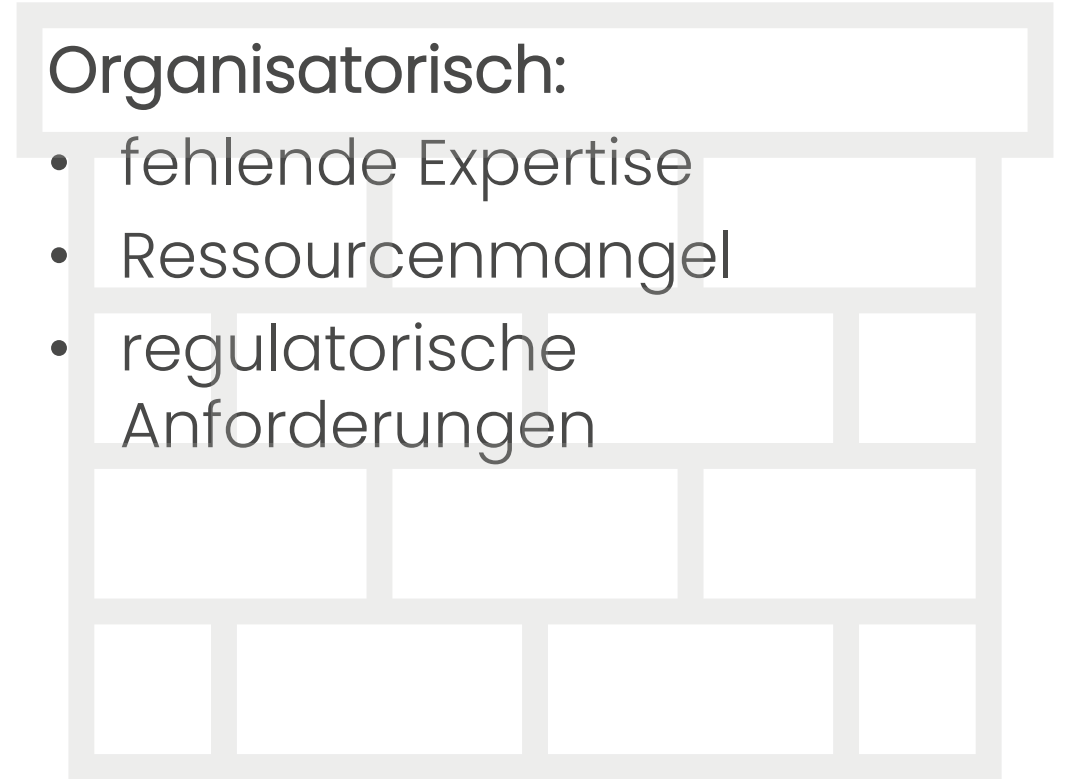 Organisatorisch:
• fehlende Expertise
• Ressourcenmangel
• regulatorische
Anforderungen